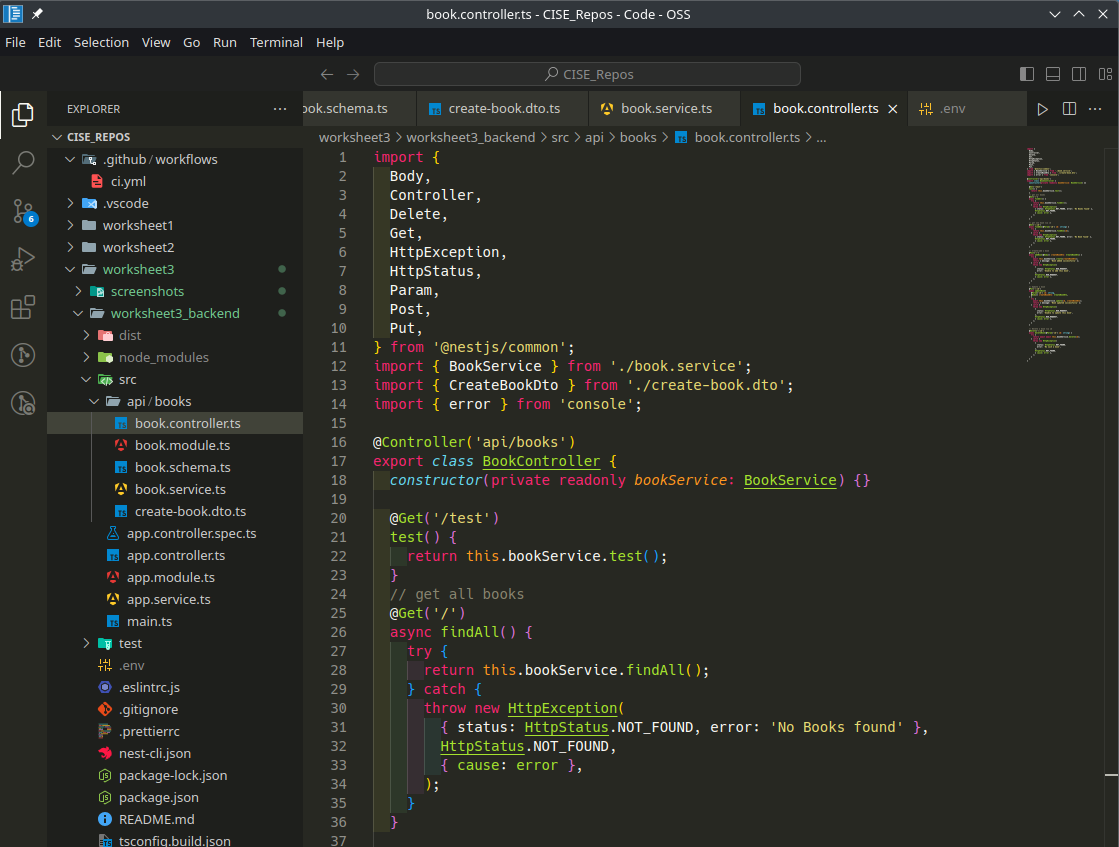 book.controller.ts - CISE_Repos - Code - OSS
File Edit Selection View Go Run Terminal Help
CISE_Repos
EXPLORER
CISE_REPOS
.github / workflows
ci.yml
.vscode
worksheet1
worksheet2
worksheet3
screenshots
worksheet3_backend
dist
node_modules
src
api / books
book.controller.ts
book.module.ts
book.schema.ts
book.service.ts
create-book.dto.ts
app.controller.spec.ts
app.controller.ts
app.module.ts
app.service.ts
main.ts
test
.env
.eslintrc.js
.gitignore
.prettierrc
nest-cli.json
package-lock.json
package.json
README.md
tsconfig.build.json
6
ook.schema.ts create-book.dto.ts book.service.ts book.controller.ts .env
worksheet3 > worksheet3_backend > src > api > books > book.controller.ts > ...
1 import {
2 Body,
3 Controller,
4 Delete,
5 Get,
6 HttpException,
7 HttpStatus,
8 Param,
9 Post,
10 Put,
11 } from '@nestjs/common';
12 import { BookService } from './book.service';
13 import { CreateBookDto } from './create-book.dto';
14 import { error } from 'console';
15
16 @Controller('api/books')
17 export class BookController {
18 constructor(private readonly bookService: BookService) {}
19
20 @Get('/test')
21 test() {
22 return this.bookService.test();
23 }
24 // get all books
25 @Get('/')
26 async findAll() {
27 try {
28 return this.bookService.findAll();
29 } catch {
30 throw new HttpException(
31 { status: HttpStatus.NOT_FOUND, error: 'No Books found' },
32 HttpStatus.NOT_FOUND,
33 { cause: error },
34 );
35 }
36 }
37